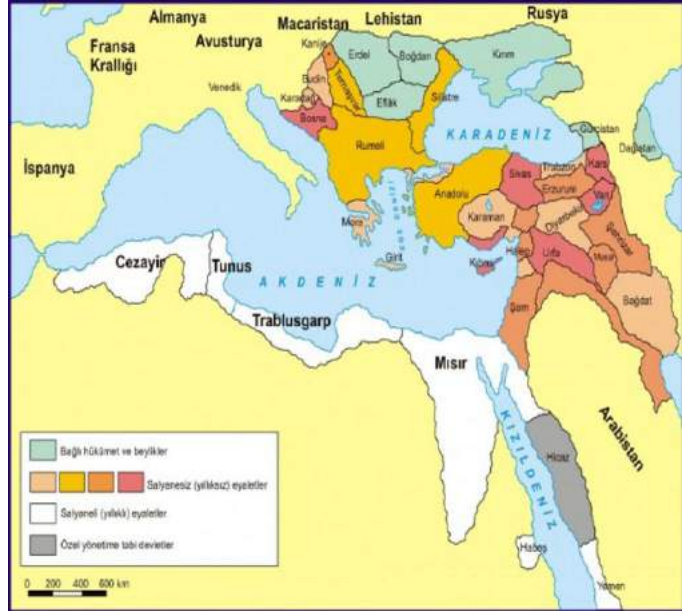 Almanya
Macaristan
Lehistan
Rusya
Fransa
Krallığı
Avusturya
Kanije
Erdel
Boğdan
Kırım
Venedik
Budin
Temeşvar
Karadağ
Eflâk
Silistre
Bosna
KARADENİZ
Gürcistan
Dağıstan
İspanya
Rumeli
Sivas
Trabzon
Kars
Anadolu
Erzurum
Van
Karaman
Diyarbekir
Mora
Şehrizor
Cezayir
Tunus
Girit
Halep
Urfa
Musul
AKDENİZ
Kıbrıs
Trablusgarp
Şam
Bağdat
Mısır
Arabistan
KIZILDENİZ
Hicaz
Habeş
Yemen
Bağlı hükümet ve beylikler
Salyanesiz (yıllıksız) eyaletler
Salyaneli (yıllıklı) eyaletler
Özel yönetime tabi devletler
0 200 400 600 km